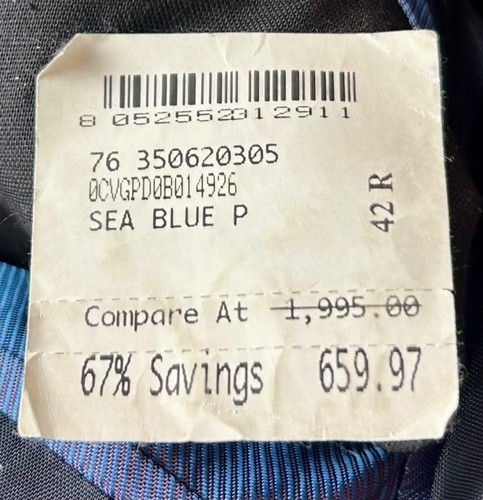 8 052552312911
76 350620305
0CVGPD0B014926
SEA BLUE P
42 R
Compare At 1,995.00
67% Savings 659.97